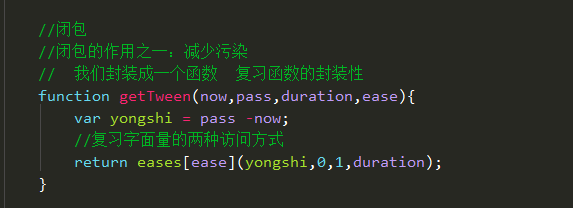 //闭包
//闭包的作用之一：减少污染
//  我们封装成一个函数  复习函数的封装性
function getTween(now,pass,duration,ease){
    var yongshi = pass -now;
    //复习字面量的两种访问方式
    return eases[ease](yongshi,0,1,duration);
}